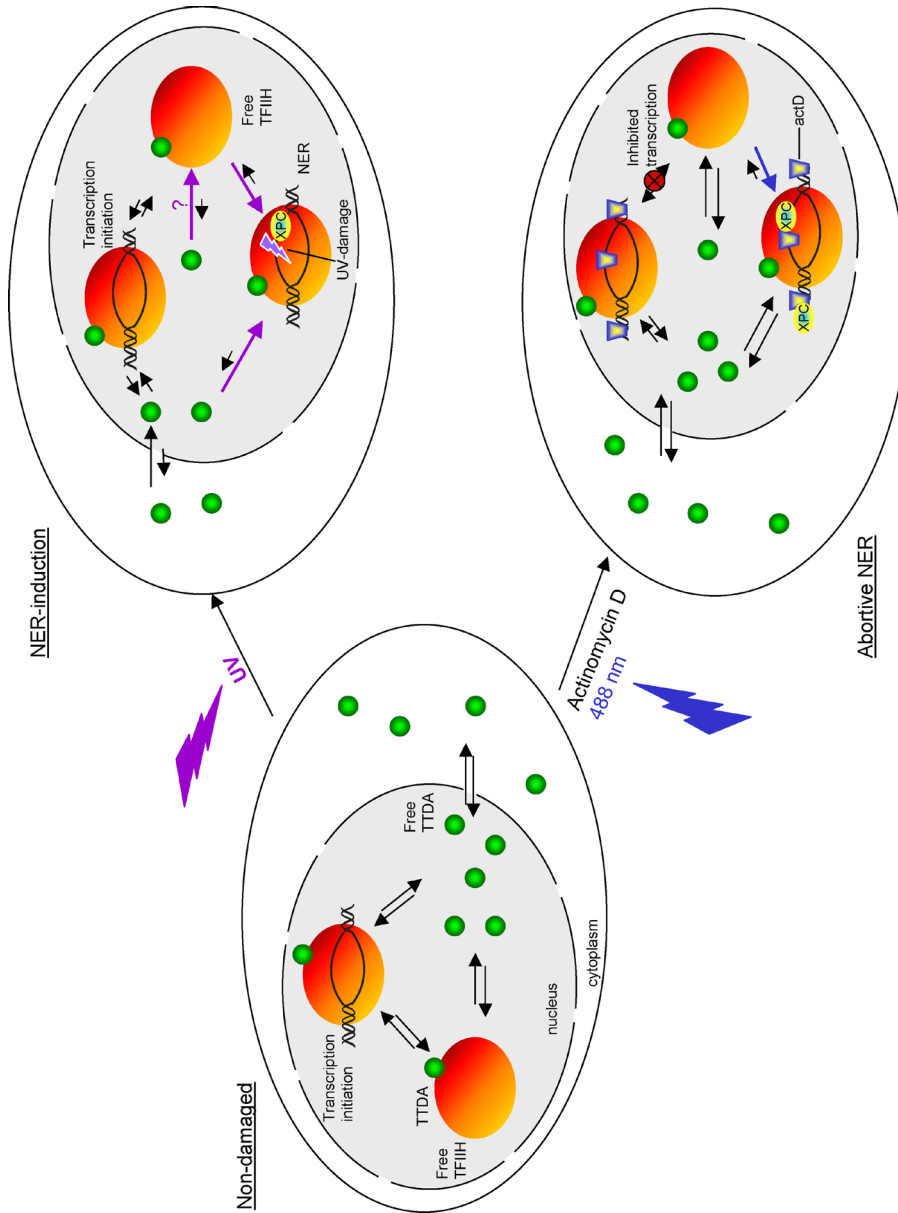 Non-damaged
Transcription
initiation
TTDA
Free
TFIIH
Free
TTDA
nucleus
cytoplasm
UV
NER-induction
Transcription
initiation
?
Free
TFIIH
XPC
NER
UV-damage
Actinomycin D
488 nm
Abortive NER
Inhibited
transcription
XPC
XPC
actD